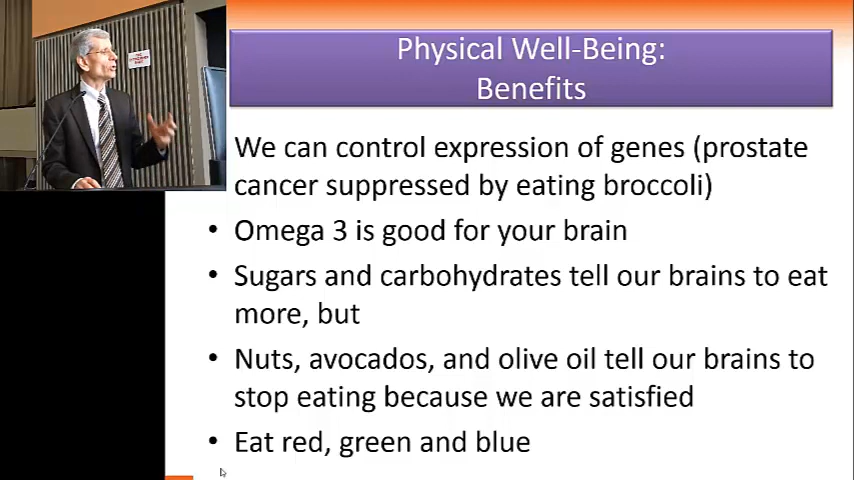 Physical Well-Being:
Benefits
We can control expression of genes (prostate
cancer suppressed by eating broccoli)
• Omega 3 is good for your brain
• Sugars and carbohydrates tell our brains to eat
more, but
• Nuts, avocados, and olive oil tell our brains to
stop eating because we are satisfied
• Eat red, green and blue